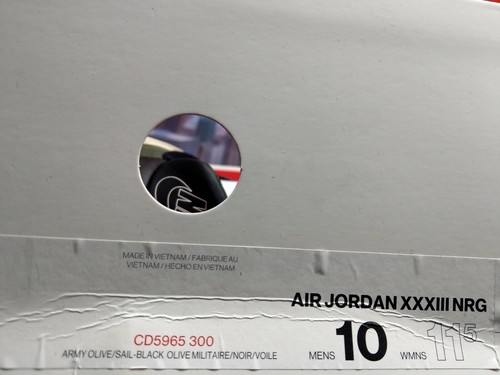 MADE IN VIETNAM / FABRIQUE AU
VIETNAM / HECHO EN VIETNAM
AIR JORDAN XXXIII NRG
CD5965 300
ARMY OLIVE/SAIL-BLACK OLIVE MILITAIRE/NOIR/VOILE
MENS 10 WMNS 11.5